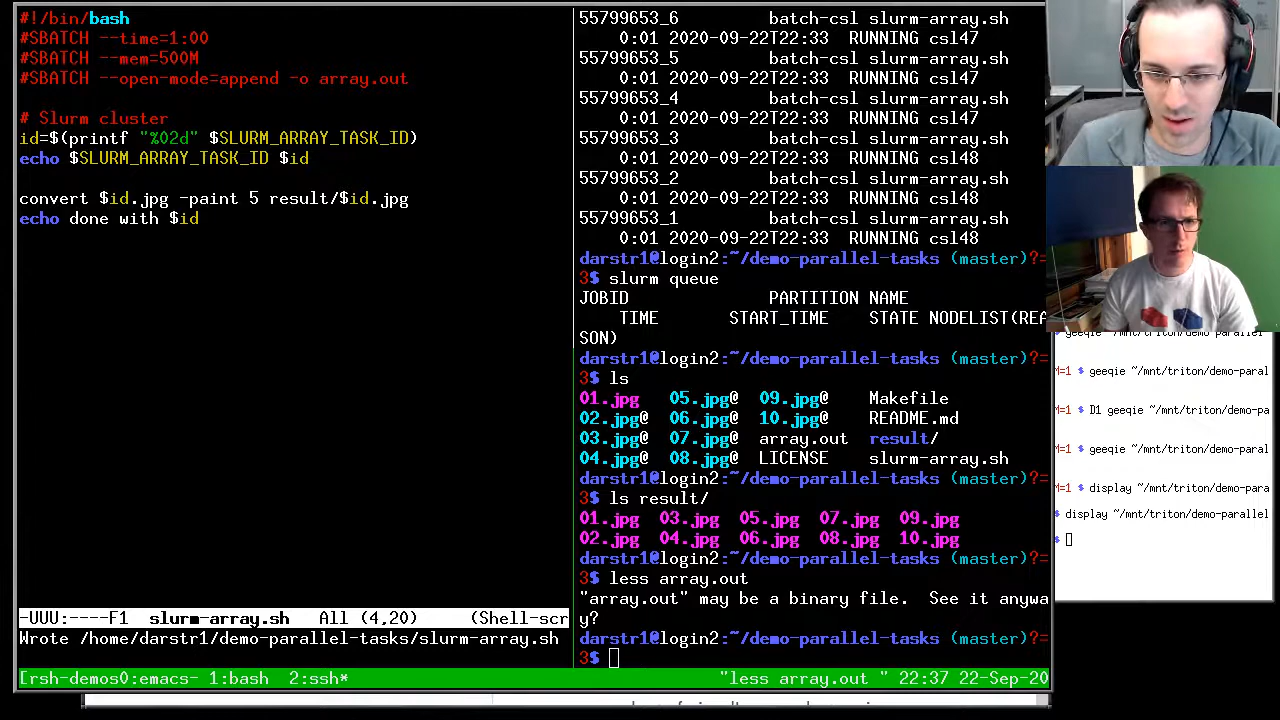 #!/bin/bash
#SBATCH --time=1:00
#SBATCH --mem=500M
#SBATCH --open-mode=append -o array.out
# Slurm cluster
id=$(printf "%02d" $SLURM_ARRAY_TASK_ID)
echo $SLURM_ARRAY_TASK_ID $id
convert $id.jpg -paint 5 result/$id.jpg
echo done with $id
-UUU:----F1  slurm-array.sh   All (4,20)     (Shell-scr
Wrote /home/darstr1/demo-parallel-tasks/slurm-array.sh
55799653_6         batch-csl slurm-array.sh
0:01 2020-09-22T22:33  RUNNING csl47
55799653_5         batch-csl slurm-array.sh
0:01 2020-09-22T22:33  RUNNING csl47
55799653_4         batch-csl slurm-array.sh
0:01 2020-09-22T22:33  RUNNING csl47
55799653_3         batch-csl slurm-array.sh
0:01 2020-09-22T22:33  RUNNING csl48
55799653_2         batch-csl slurm-array.sh
0:01 2020-09-22T22:33  RUNNING csl48
55799653_1         batch-csl slurm-array.sh
0:01 2020-09-22T22:33  RUNNING csl48
darstr1@login2:~/demo-parallel-tasks (master)?=
3$ slurm queue
JOBID              PARTITION NAME
TIME       START_TIME    STATE NODELIST(REA
SON)
darstr1@login2:~/demo-parallel-tasks (master)?=
3$ ls
01.jpg   05.jpg@  09.jpg@    Makefile
02.jpg@  06.jpg@  10.jpg@    README.md
03.jpg@  07.jpg@  array.out  result/
04.jpg@  08.jpg@  LICENSE    slurm-array.sh
darstr1@login2:~/demo-parallel-tasks (master)?=
3$ ls result/
01.jpg  03.jpg  05.jpg  07.jpg  09.jpg
02.jpg  04.jpg  06.jpg  08.jpg  10.jpg
darstr1@login2:~/demo-parallel-tasks (master)?=
3$ less array.out
"array.out" may be a binary file.  See it anywa
y?
darstr1@login2:~/demo-parallel-tasks (master)?=
3$
[rsh-demos0:emacs- 1:bash  2:ssh*
"less array.out " 22:37 22-Sep-20
geeqie ~/mnt/triton/demo-parallel
M=1 $ geeqie ~/mnt/triton/demo-paral
M=1 $ D1 geeqie ~/mnt/triton/demo-pa
M=1 $ geeqie ~/mnt/triton/demo-paral
M=1 $ display ~/mnt/triton/demo-para
$ display ~/mnt/triton/demo-parallel
$